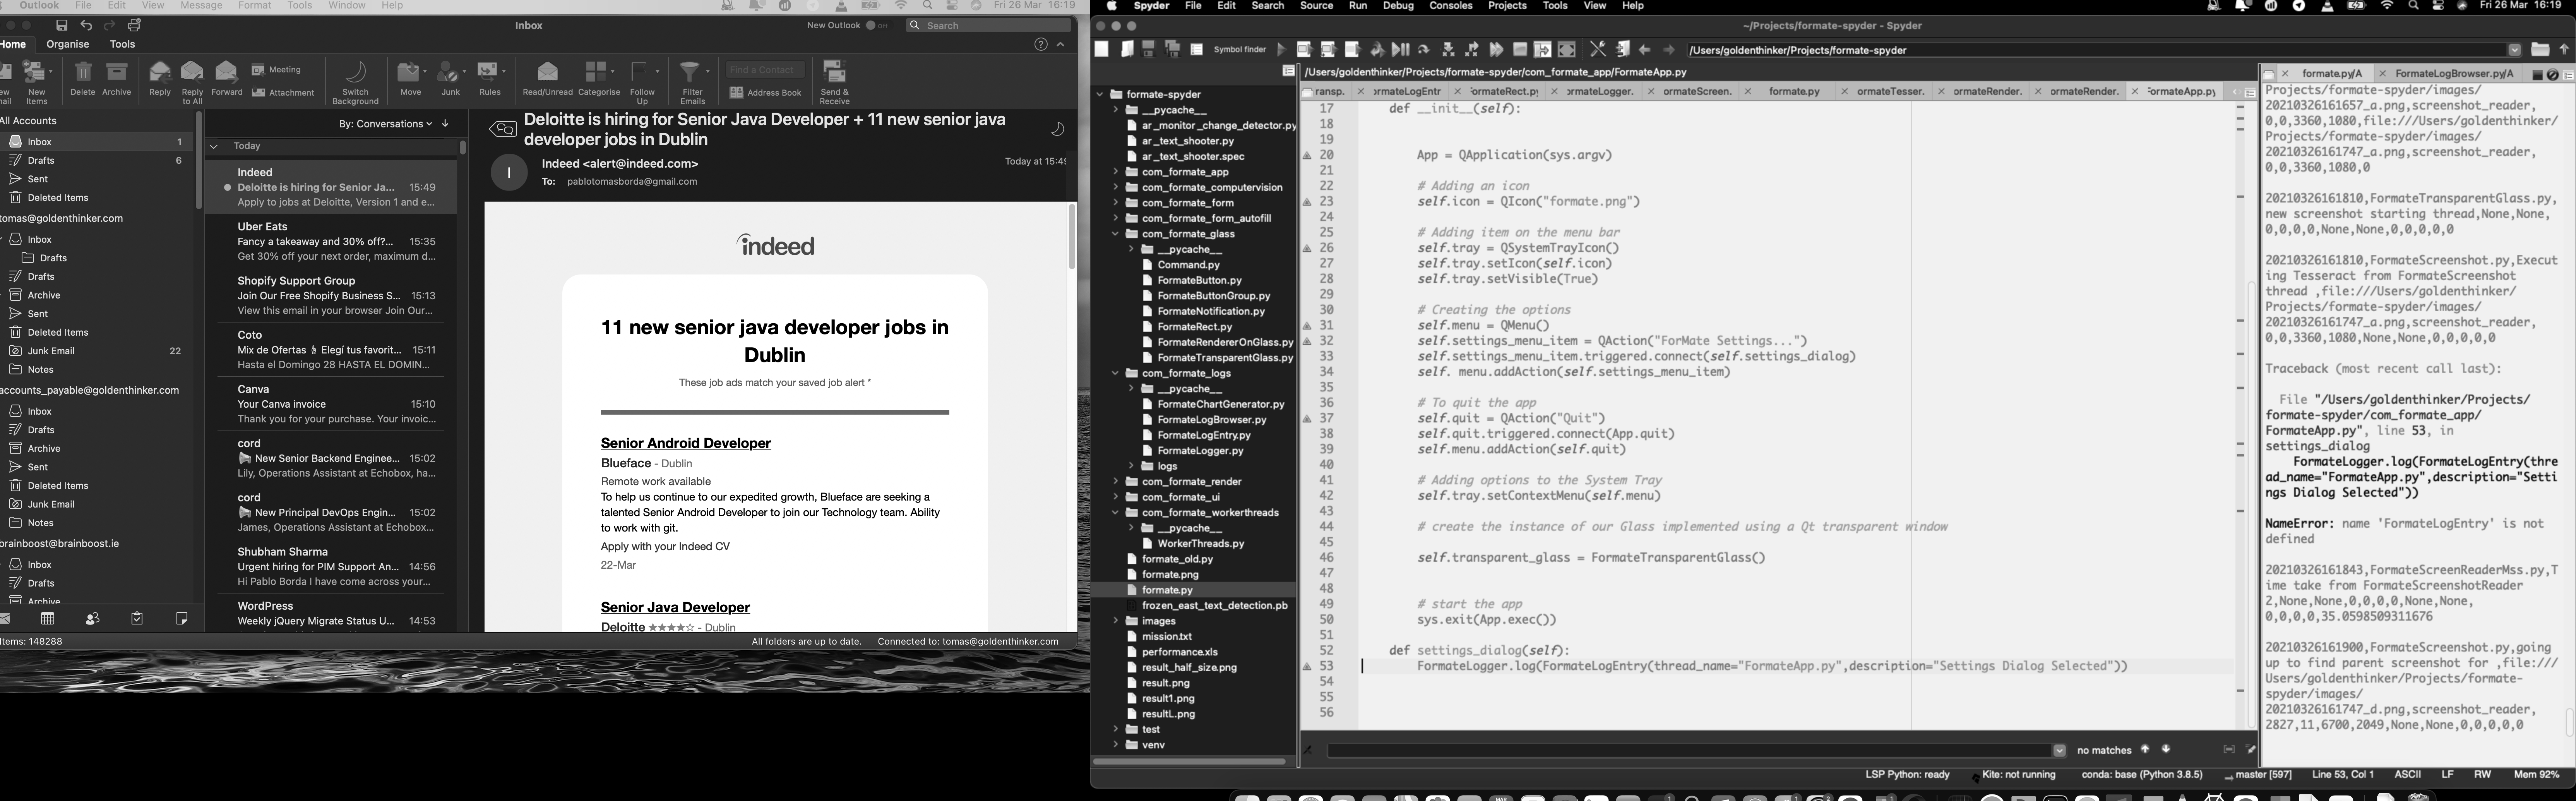 Outlook File Edit View Message Format Tools Window Help
Fri 26 Mar 16:19
Inbox
New Outlook
Search
Home Organise Tools
New Items
Delete
Archive
Reply
Reply to All
Forward
Meeting
Attachment
Switch Background
Move
Junk
Rules
Read/Unread
Categorise
Follow Up
Filter Emails
Find a Contact
Address Book
Send & Receive
All Accounts
Inbox 1
Drafts 6
Sent
Deleted Items
tomas@goldenthinker.com
Inbox
Drafts
Drafts
Archive
Sent
Deleted Items
Junk Email 22
Notes
accounts_payable@goldenthinker.com
Inbox
Drafts
Archive
Sent
Deleted Items
Junk Email
Notes
brainboost@brainboost.ie
Inbox
Drafts
Archive
Items: 148288
By: Conversations
Today
Indeed
Deloitte is hiring for Senior Ja... 15:49
Apply to jobs at Deloitte, Version 1 and e...
Uber Eats
Fancy a takeaway and 30% off?... 15:35
Get 30% off your next order, maximum d...
Shopify Support Group
Join Our Free Shopify Business S... 15:13
View this email in your browser Join Our...
Coto
Mix de Ofertas Elegí tus favorit... 15:11
Hasta el Domingo 28 HASTA EL DOMIN...
Canva
Your Canva invoice 15:10
Thank you for your purchase. Your invoic...
cord
New Senior Backend Enginee... 15:02
Lily, Operations Assistant at Echobox, ha...
cord
New Principal DevOps Engin... 15:02
James, Operations Assistant at Echobox...
Shubham Sharma
Urgent hiring for PIM Support An... 14:56
Hi Pablo Borda I have come across your...
WordPress
Weekly jQuery Migrate Status U... 14:53
Deloitte is hiring for Senior Java Developer + 11 new senior java
developer jobs in Dublin
I
Indeed <alert@indeed.com>
Today at 15:49
To: pablotomasborda@gmail.com
indeed
11 new senior java developer jobs in
Dublin
These job ads match your saved job alert *
Senior Android Developer
Blueface - Dublin
Remote work available
To help us continue to our expedited growth, Blueface are seeking a
talented Senior Android Developer to join our Technology team. Ability
to work with git.
Apply with your Indeed CV
22-Mar
Senior Java Developer
Deloitte ★★★★☆ - Dublin
All folders are up to date. Connected to: tomas@goldenthinker.com
Spyder File Edit Search Source Run Debug Consoles Projects Tools View Help
Fri 26 Mar 16:19
~/Projects/formate-spyder - Spyder
Symbol finder
/Users/goldenthinker/Projects/formate-spyder
formate-spyder
__pycache__
ar_monitor_change_detector.py
ar_text_shooter.py
ar_text_shooter.spec
com_formate_app
com_formate_computervision
com_formate_form
com_formate_form_autofill
com_formate_glass
__pycache__
Command.py
FormateButton.py
FormateButtonGroup.py
FormateNotification.py
FormateRect.py
FormateRendererOnGlass.py
FormateTransparentGlass.py
com_formate_logs
__pycache__
FormateChartGenerator.py
FormateLogBrowser.py
FormateLogEntry.py
FormateLogger.py
logs
com_formate_render
com_formate_ui
com_formate_workerthreads
__pycache__
WorkerThreads.py
formate_old.py
formate.png
formate.py
frozen_east_text_detection.pb
images
mission.txt
performance.xls
result_half_size.png
result.png
result1.png
resultL.png
test
venv
/Users/goldenthinker/Projects/formate-spyder/com_formate_app/FormateApp.py
transp. ormateLogEntr ormateRect.py ormateLogger. ormateScreen. formate.py ormateTesser. ormateRender. ormateRender. FormateApp.py
17 def __init__(self):
18
19
20 App = QApplication(sys.argv)
21
22 # Adding an icon
23 self.icon = QIcon("formate.png")
24
25 # Adding item on the menu bar
26 self.tray = QSystemTrayIcon()
27 self.tray.setIcon(self.icon)
28 self.tray.setVisible(True)
29
30 # Creating the options
31 self.menu = QMenu()
32 self.settings_menu_item = QAction("ForMate Settings...")
33 self.settings_menu_item.triggered.connect(self.settings_dialog)
34 self. menu.addAction(self.settings_menu_item)
35
36 # To quit the app
37 self.quit = QAction("Quit")
38 self.quit.triggered.connect(App.quit)
39 self.menu.addAction(self.quit)
40
41 # Adding options to the System Tray
42 self.tray.setContextMenu(self.menu)
43
44 # create the instance of our Glass implemented using a Qt transparent window
45
46 self.transparent_glass = FormateTransparentGlass()
47
48
49 # start the app
50 sys.exit(App.exec())
51
52 def settings_dialog(self):
53 FormateLogger.log(FormateLogEntry(thread_name="FormateApp.py",description="Settings Dialog Selected"))
54
55
56
no matches
formate.py/A FormateLogBrowser.py/A
Projects/formate-spyder/images/
20210326161657_a.png,screenshot_reader,
0,0,3360,1080,file:///Users/goldenthinker/
Projects/formate-spyder/images/
20210326161747_a.png,screenshot_reader,
0,0,3360,1080,0
20210326161810,FormateTransparentGlass.py,
new screenshot starting thread,None,None,
0,0,0,0,None,None,0,0,0,0,0
20210326161810,FormateScreenshot.py,Execut
ing Tesseract from FormateScreenshot
thread ,file:///Users/goldenthinker/
Projects/formate-spyder/images/
20210326161747_a.png,screenshot_reader,
0,0,3360,1080,None,None,0,0,0,0,0
Traceback (most recent call last):
File "/Users/goldenthinker/Projects/
formate-spyder/com_formate_app/
FormateApp.py", line 53, in
settings_dialog
FormateLogger.log(FormateLogEntry(thre
ad_name="FormateApp.py",description="Setti
ngs Dialog Selected"))
NameError: name 'FormateLogEntry' is not
defined
20210326161843,FormateScreenReaderMss.py,T
ime take from FormateScreenshotReader
2,None,None,0,0,0,0,None,None,
0,0,0,0,35.0598509311676
20210326161900,FormateScreenshot.py,going
up to find parent screenshot for ,file:///
Users/goldenthinker/Projects/formate-
spyder/images/
20210326161747_d.png,screenshot_reader,
2827,11,6700,2049,None,None,0,0,0,0,0
LSP Python: ready Kite: not running conda: base (Python 3.8.5) master [597] Line 53, Col 1 ASCII LF RW Mem 92%